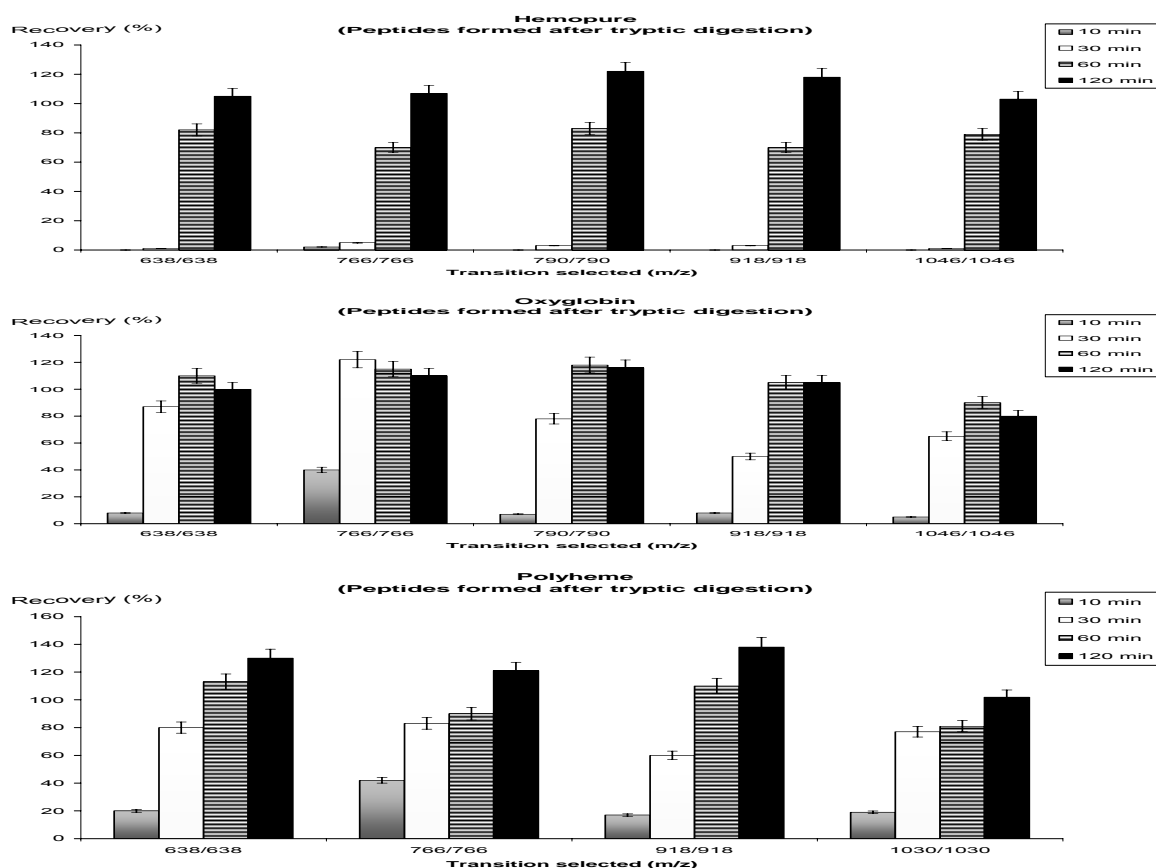 Hemopure
(Peptides formed after tryptic digestion)
Recovery (%)
140
120
100
80
60
40
20
0
638/638 766/766 790/790 918/918 1046/1046
Transition selected (m/z)
10 min
30 min
60 min
120 min
Oxyglobin
(Peptides formed after tryptic digestion)
Recovery (%)
140
120
100
80
60
40
20
0
638/638 766/766 790/790 918/918 1046/1046
Transition selected (m/z)
10 min
30 min
60 min
120 min
Polyheme
(Peptides formed after tryptic digestion)
Recovery (%)
160
140
120
100
80
60
40
20
0
638/638 766/766 918/918 1030/1030
Transition selected (m/z)
10 min
30 min
60 min
120 min